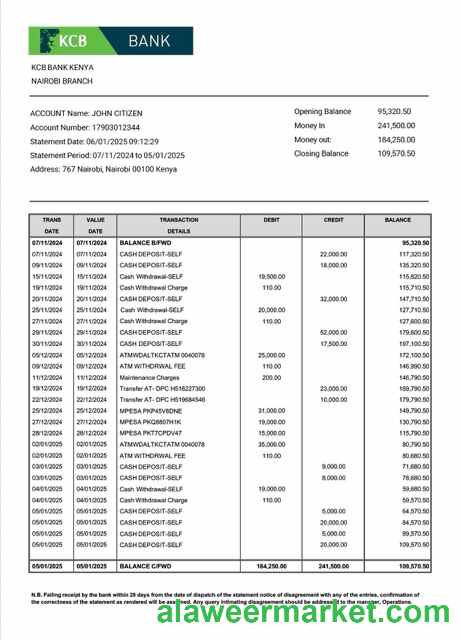 KCB BANK
KCB BANK KENYA
NAIROBI BRANCH
ACCOUNT Name: JOHN CITIZEN
Account Number: 17903012344
Statement Date: 06/01/2025 09:12:29
Statement Period: 07/11/2024 to 05/01/2025
Address: 767 Nairobi, Nairobi 00100 Kenya
Opening Balance 95,320.50
Money In 241,500.00
Money out: 184,250.00
Closing Balance 109,570.50
TRANS DATE VALUE DATE TRANSACTION DETAILS DEBIT CREDIT BALANCE
07/11/2024 07/11/2024 BALANCE B/FWD 95,320.50
07/11/2024 07/11/2024 CASH DEPOSIT-SELF 22,000.00 117,320.50
09/11/2024 09/11/2024 CASH DEPOSIT-SELF 18,000.00 135,320.50
15/11/2024 15/11/2024 Cash Withdrawal-SELF 19,500.00 115,820.50
19/11/2024 19/11/2024 Cash Withdrawal Charge 110.00 115,710.50
20/11/2024 20/11/2024 CASH DEPOSIT-SELF 32,000.00 147,710.50
25/11/2024 25/11/2024 Cash Withdrawal-SELF 20,000.00 127,710.50
27/11/2024 27/11/2024 Cash Withdrawal Charge 110.00 127,600.50
29/11/2024 29/11/2024 CASH DEPOSIT-SELF 52,000.00 179,600.50
30/11/2024 30/11/2024 CASH DEPOSIT-SELF 17,500.00 197,100.50
05/12/2024 05/12/2024 ATMWDALTKCTATM 0040078 25,000.00 172,100.50
09/12/2024 09/12/2024 ATM WITHDRWAL FEE 110.00 146,990.50
11/12/2024 11/12/2024 Maintenance Charges 200.00 146,790.50
19/12/2024 19/12/2024 Transfer AT- DPC H516227300 23,000.00 169,790.50
22/12/2024 22/12/2024 Transfer AT- DPC H519684546 10,000.00 179,790.50
25/12/2024 25/12/2024 MPESA PKP45V8DNE 31,000.00 149,790.50
27/12/2024 27/12/2024 MPESA PKQ8807H1K 19,000.00 130,790.50
28/12/2024 28/12/2024 MPESA PKT7CPDV47 15,000.00 115,790.50
02/01/2025 02/01/2025 ATMWDALTKCTATM 0040078 35,000.00 80,790.50
02/01/2025 02/01/2025 ATM WITHDRWAL FEE 110.00 80,680.50
03/01/2025 03/01/2025 CASH DEPOSIT-SELF 9,000.00 71,680.50
03/01/2025 03/01/2025 CASH DEPOSIT-SELF 8,000.00 78,680.50
04/01/2025 04/01/2025 Cash Withdrawal-SELF 19,000.00 59,680.50
04/01/2025 04/01/2025 Cash Withdrawal Charge 110.00 59,570.50
05/01/2025 05/01/2025 CASH DEPOSIT-SELF 5,000.00 64,570.50
05/01/2025 05/01/2025 CASH DEPOSIT-SELF 20,000.00 84,570.50
05/01/2025 05/01/2025 CASH DEPOSIT-SELF 5,000.00 89,570.50
05/01/2025 05/01/2025 CASH DEPOSIT-SELF 20,000.00 109,570.50
05/01/2025 05/01/2025 BALANCE C/FWD 184,250.00 241,500.00 109,570.50
N.B. Failing receipt by the bank within 28 days from the date of dispatch of the statement notice of disagreement with any of the entries, confirmation of
the correctness of the statement as rendered will be assumed. Any query intimating disagreement should be addressed to the manager, Operations.
alaweermarket.com